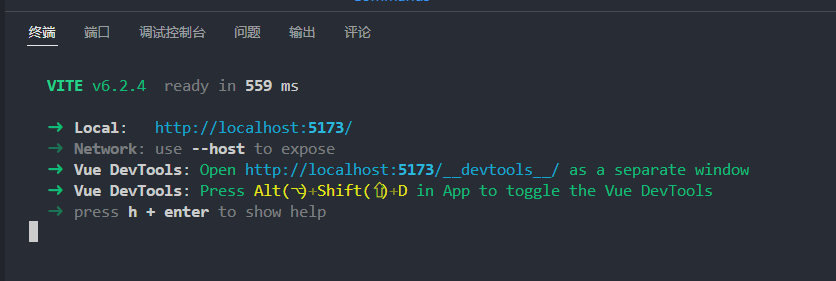 终端 端口 调试控制台 问题 输出 评论
VITE v6.2.4 ready in 559 ms
➜ Local: http://localhost:5173/
➜ Network: use --host to expose
➜ Vue DevTools: Open http://localhost:5173/__devtools__/ as a separate window
➜ Vue DevTools: Press Alt(⌥)+Shift(⇧)+D in App to toggle the Vue DevTools
➜ press h + enter to show help